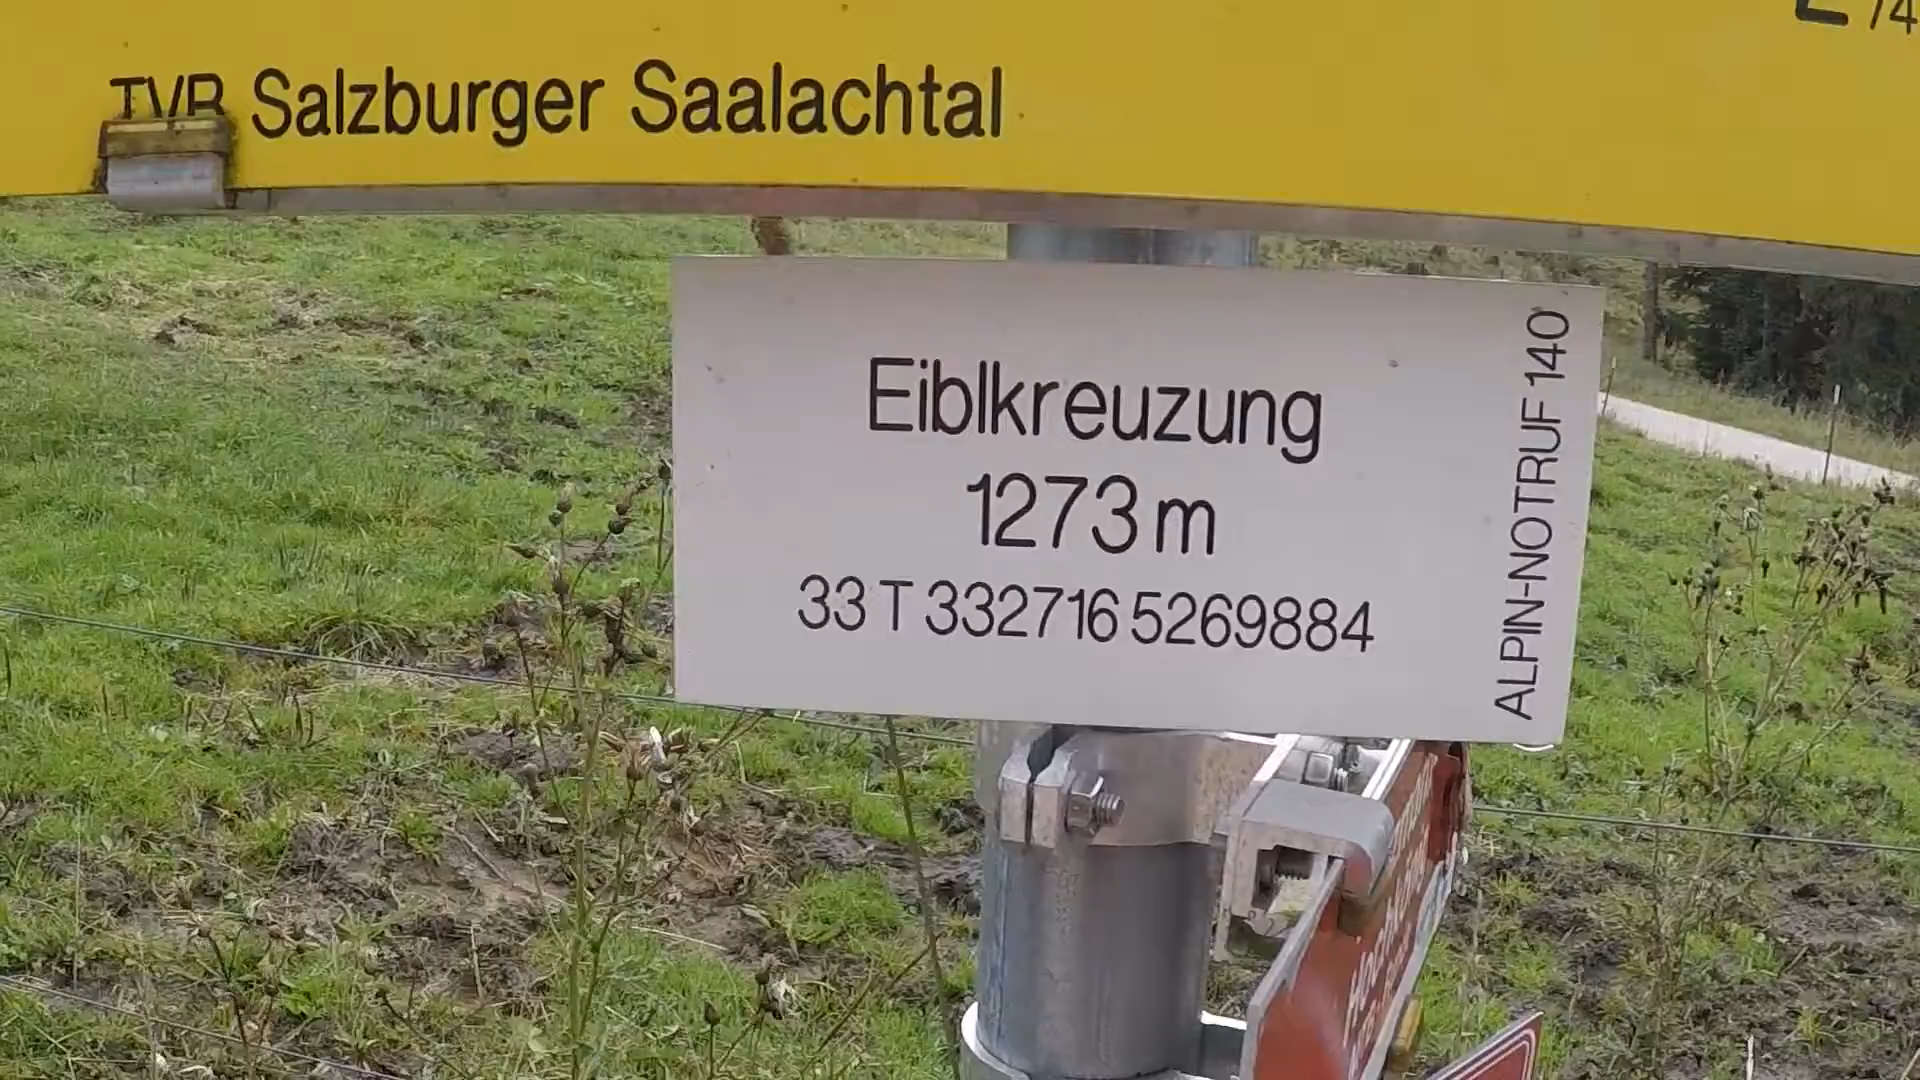 TVB Salzburger Saalachtal
Eiblkreuzung
1273 m
33 T 332716 5269884
ALPIN-NOTRUF 140